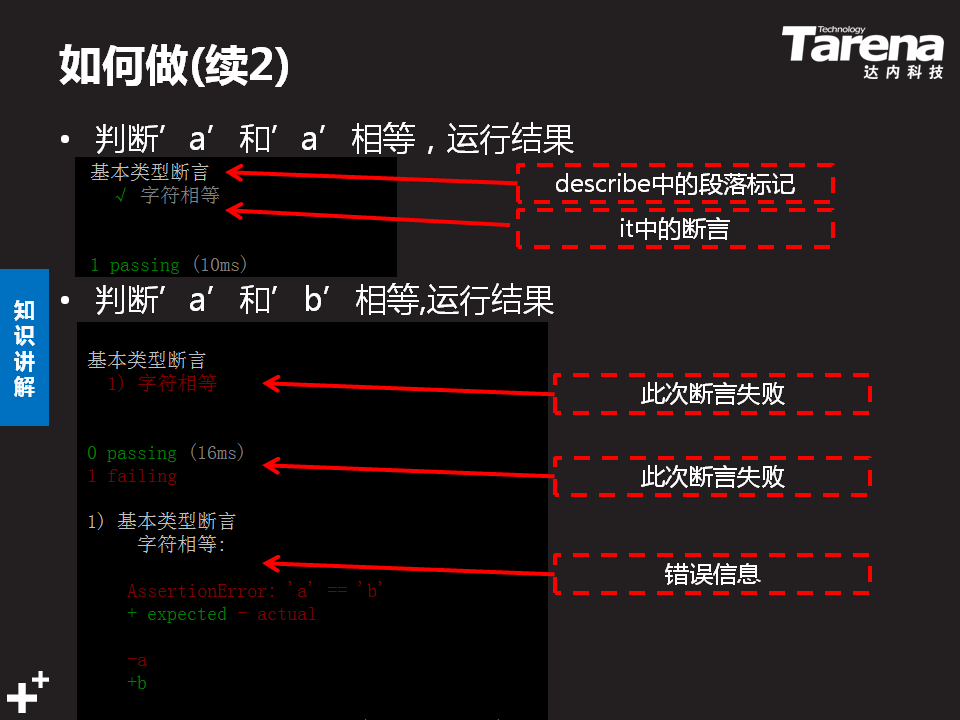 如何做(续2)
Technology
Tarena
达内科技
• 判断’a’和’a’相等，运行结果
基本类型断言
√ 字符相等
1 passing (10ms)
describe中的段落标记
it中的断言
• 判断’a’和’b’相等,运行结果
知识讲解
基本类型断言
1) 字符相等
0 passing (16ms)
1 failing
1) 基本类型断言
字符相等:
AssertionError: 'a' == 'b'
+ expected - actual
-a
+b
此次断言失败
此次断言失败
错误信息